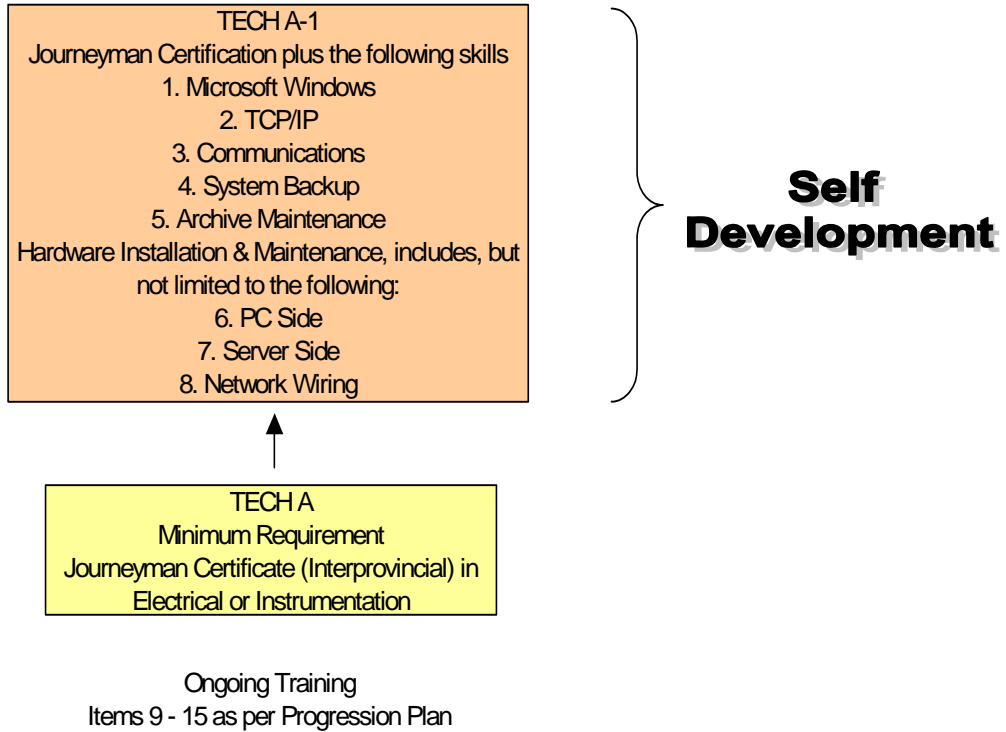 TECH A-1
Journeyman Certification plus the following skills
1. Microsoft Windows
2. TCP/IP
3. Communications
4. System Backup
5. Archive Maintenance
Hardware Installation & Maintenance, includes, but
not limited to the following:
6. PC Side
7. Server Side
8. Network Wiring
Self
Development
TECH A
Minimum Requirement
Journeyman Certificate (Interprovincial) in
Electrical or Instrumentation
Ongoing Training
Items 9 - 15 as per Progression Plan